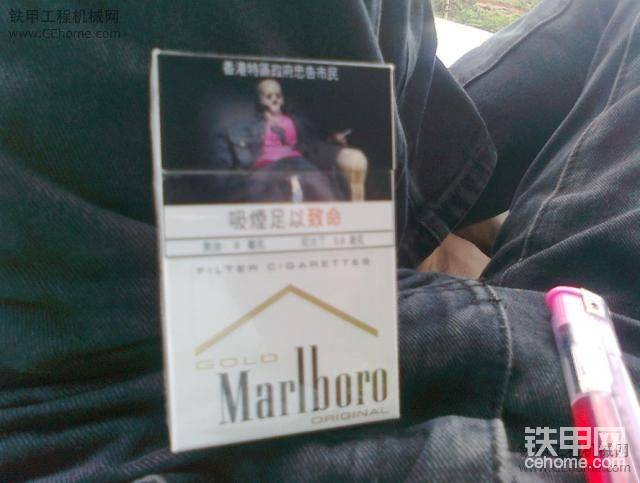 铁甲工程机械网
www.CEhome.com
香港特區政府忠告市民
吸煙足以致命
FILTER CIGARETTES
GOLD
Marlboro
ORIGINAL
铁甲网
cehome.com